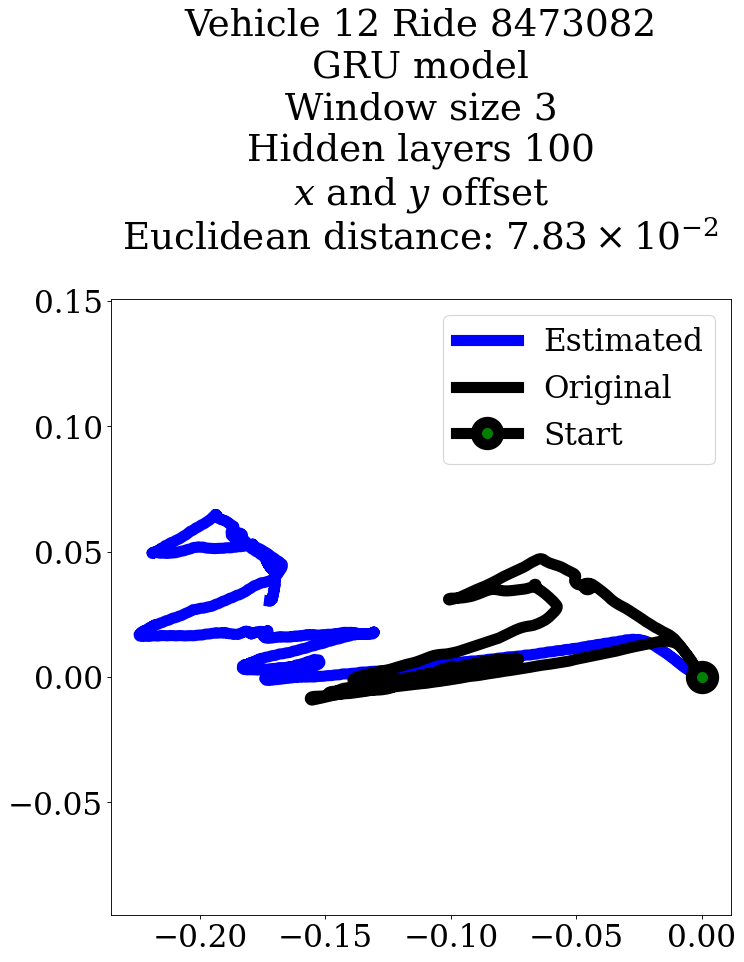 Vehicle 12 Ride 8473082
GRU model
Window size 3
Hidden layers 100
x and y offset
Euclidean distance: 7.83 × 10⁻²
Estimated
Original
Start
0.15
0.10
0.05
0.00
−0.05
−0.20 −0.15 −0.10 −0.05 0.00